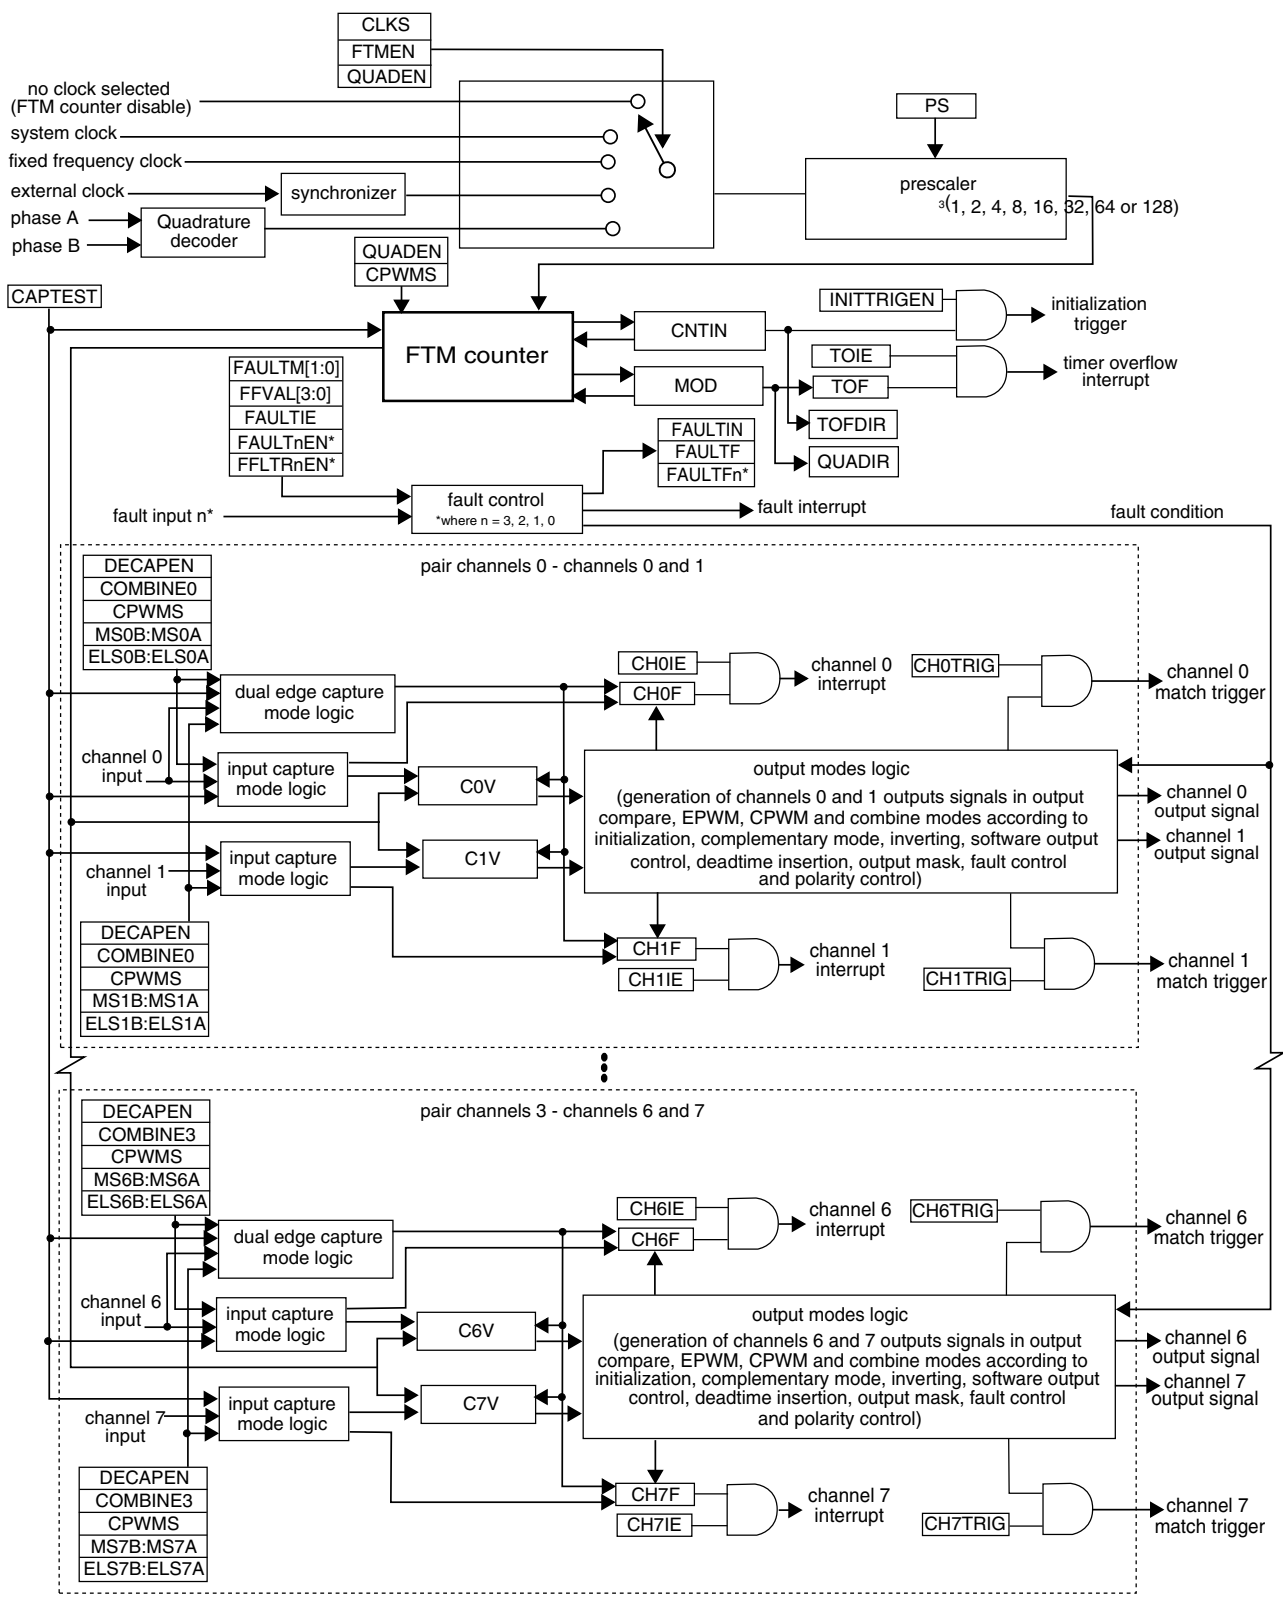 CLKS
FTMEN
QUADEN
no clock selected
(FTM counter disable)
system clock
fixed frequency clock
external clock
synchronizer
phase A
phase B
Quadrature
decoder
PS
prescaler
3(1, 2, 4, 8, 16, 32, 64 or 128)
QUADEN
CPWMS
CAPTEST
FTM counter
CNTIN
MOD
INITTRIGEN
initialization
trigger
TOIE
TOF
timer overflow
interrupt
TOFDIR
QUADIR
FAULTM[1:0]
FFVAL[3:0]
FAULTIE
FAULTnEN*
FFLTRnEN*
FAULTIN
FAULTF
FAULTFn*
fault input n*
fault control
*where n = 3, 2, 1, 0
fault interrupt
fault condition
pair channels 0 - channels 0 and 1
DECAPEN
COMBINE0
CPWMS
MS0B:MS0A
ELS0B:ELS0A
dual edge capture
mode logic
channel 0
input
input capture
mode logic
channel 1
input
input capture
mode logic
C0V
C1V
CH0IE
CH0F
channel 0
interrupt
CH0TRIG
channel 0
match trigger
output modes logic
(generation of channels 0 and 1 outputs signals in output
compare, EPWM, CPWM and combine modes according to
initialization, complementary mode, inverting, software output
control, deadtime insertion, output mask, fault control
and polarity control)
channel 0
output signal
channel 1
output signal
CH1F
CH1IE
channel 1
interrupt
CH1TRIG
channel 1
match trigger
DECAPEN
COMBINE0
CPWMS
MS1B:MS1A
ELS1B:ELS1A
pair channels 3 - channels 6 and 7
DECAPEN
COMBINE3
CPWMS
MS6B:MS6A
ELS6B:ELS6A
dual edge capture
mode logic
channel 6
input
input capture
mode logic
channel 7
input
input capture
mode logic
C6V
C7V
CH6IE
CH6F
channel 6
interrupt
CH6TRIG
channel 6
match trigger
output modes logic
(generation of channels 6 and 7 outputs signals in output
compare, EPWM, CPWM and combine modes according to
initialization, complementary mode, inverting, software output
control, deadtime insertion, output mask, fault control
and polarity control)
channel 6
output signal
channel 7
output signal
CH7F
CH7IE
channel 7
interrupt
CH7TRIG
channel 7
match trigger
DECAPEN
COMBINE3
CPWMS
MS7B:MS7A
ELS7B:ELS7A